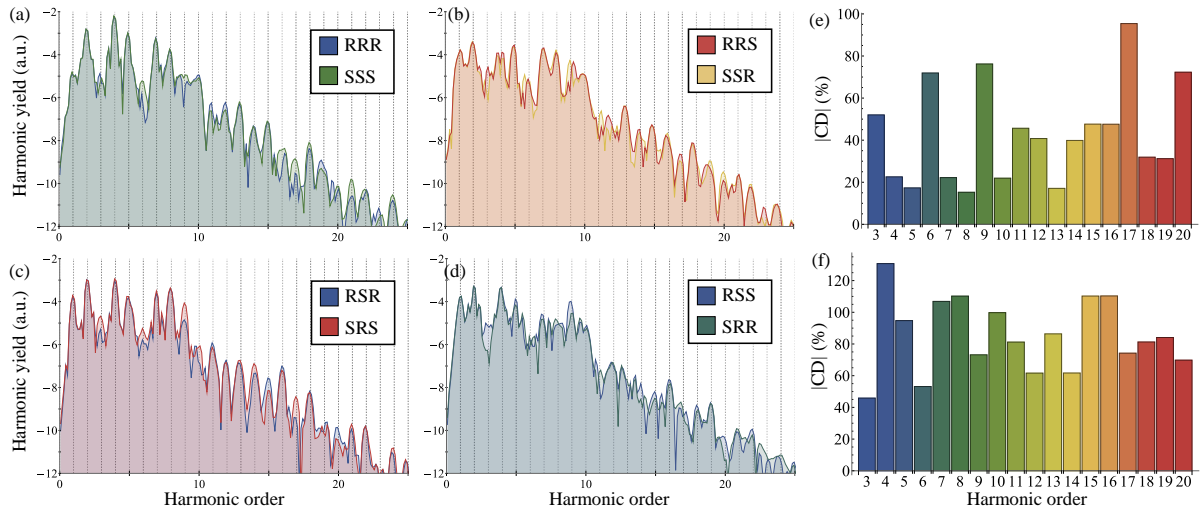 (a)
RRR
SSS
Harmonic yield (a.u.)
−2
−4
−6
−8
−10
−12
0
10
20
(b)
RRS
SSR
−2
−4
−6
−8
−10
−12
0
10
20
(c)
RSR
SRS
Harmonic yield (a.u.)
−2
−4
−6
−8
−10
−12
0
10
20
Harmonic order
(d)
RSS
SRR
−2
−4
−6
−8
−10
−12
0
10
20
Harmonic order
(e)
|CD| (%)
100
80
60
40
20
0
3 4 5 6 7 8 9 10 11 12 13 14 15 16 17 18 19 20
(f)
|CD| (%)
120
100
80
60
40
20
0
3 4 5 6 7 8 9 10 11 12 13 14 15 16 17 18 19 20
Harmonic order